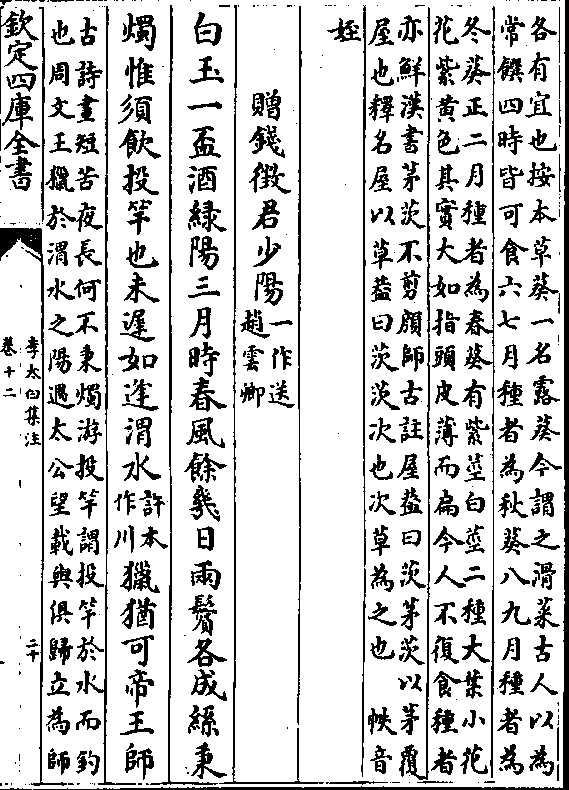 各有宜也按本草葵一名露葵今謂之滑菜古人以為
常饌四時皆可食六七月種者為秋葵八九月種者為
冬葵正二月種者為春葵有紫莖白莖二種大葉小花
花紫黄色其實大如指頭皮薄而扁今人不復食種者
亦鮮漢書茅茨不剪顔師古註屋蓋曰茨茅茨以茅覆
屋也釋名屋以草蓋曰茨茨次也次草為之也 帙音
姪
贈錢徴君少陽一作送趙雲卿
白玉一盃酒緑陽三月時春風餘幾日兩鬢各成絲秉
燭惟須飲投竿也未遲如逢渭水許本作川獵猶可帝王師
古詩晝短苦夜長何不秉燭游投竿謂投竿於水而釣
也周文王獵於渭水之陽遇太公望載與俱歸立為師
欽定四庫全書
李太白集注
卷十二
二十